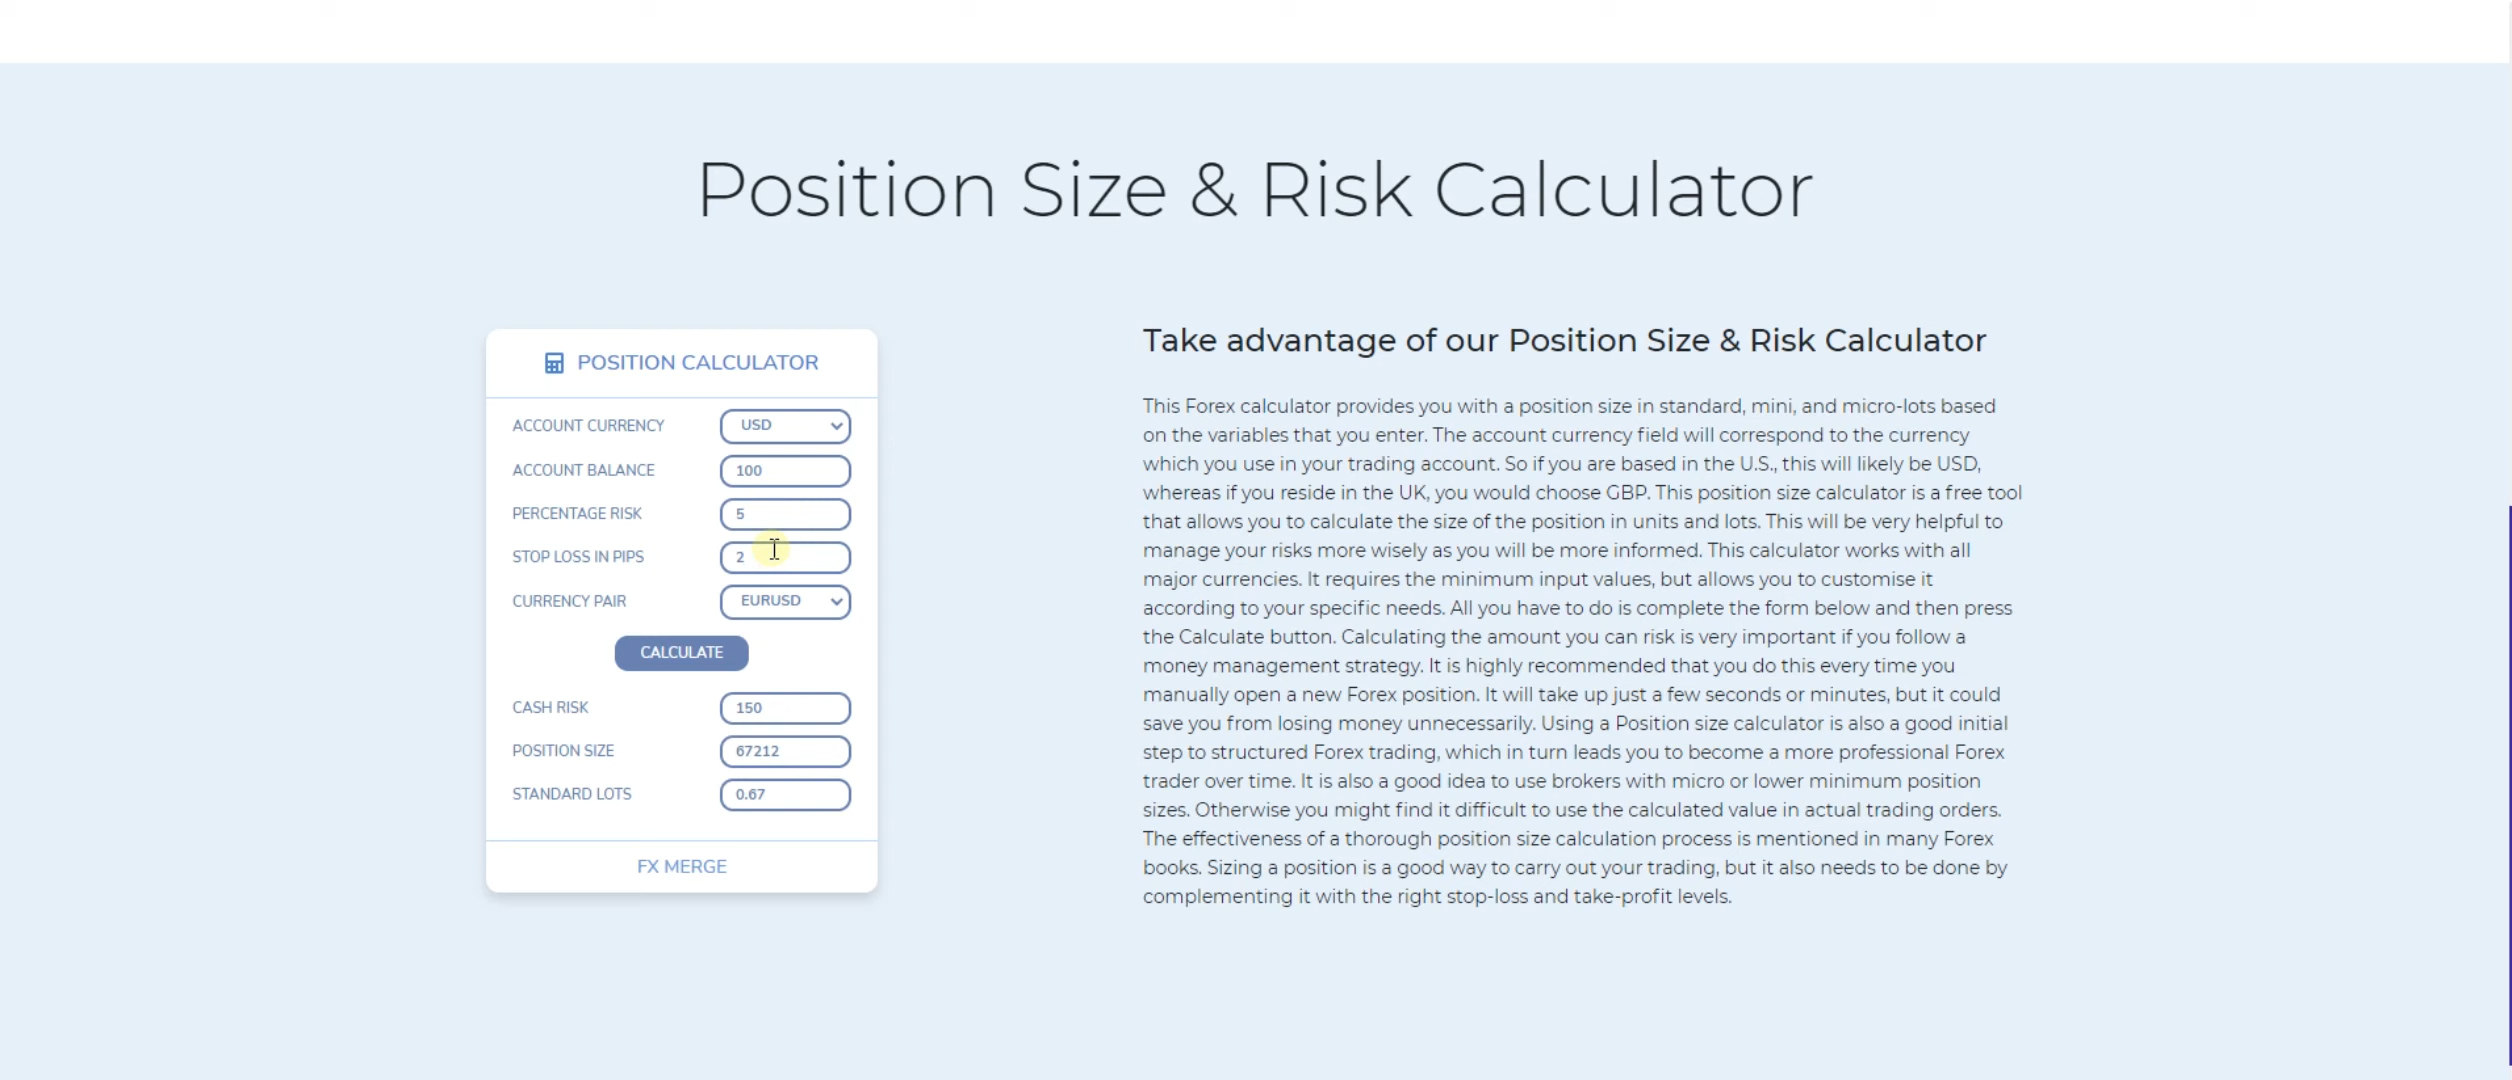 Position Size & Risk Calculator
POSITION CALCULATOR
ACCOUNT CURRENCY USD
ACCOUNT BALANCE 100
PERCENTAGE RISK 5
STOP LOSS IN PIPS 2
CURRENCY PAIR EURUSD
CALCULATE
CASH RISK 150
POSITION SIZE 67212
STANDARD LOTS 0.67
FX MERGE
Take advantage of our Position Size & Risk Calculator
This Forex calculator provides you with a position size in standard, mini, and micro-lots based
on the variables that you enter. The account currency field will correspond to the currency
which you use in your trading account. So if you are based in the U.S., this will likely be USD,
whereas if you reside in the UK, you would choose GBP. This position size calculator is a free tool
that allows you to calculate the size of the position in units and lots. This will be very helpful to
manage your risks more wisely as you will be more informed. This calculator works with all
major currencies. It requires the minimum input values, but allows you to customise it
according to your specific needs. All you have to do is complete the form below and then press
the Calculate button. Calculating the amount you can risk is very important if you follow a
money management strategy. It is highly recommended that you do this every time you
manually open a new Forex position. It will take up just a few seconds or minutes, but it could
save you from losing money unnecessarily. Using a Position size calculator is also a good initial
step to structured Forex trading, which in turn leads you to become a more professional Forex
trader over time. It is also a good idea to use brokers with micro or lower minimum position
sizes. Otherwise you might find it difficult to use the calculated value in actual trading orders.
The effectiveness of a thorough position size calculation process is mentioned in many Forex
books. Sizing a position is a good way to carry out your trading, but it also needs to be done by
complementing it with the right stop-loss and take-profit levels.